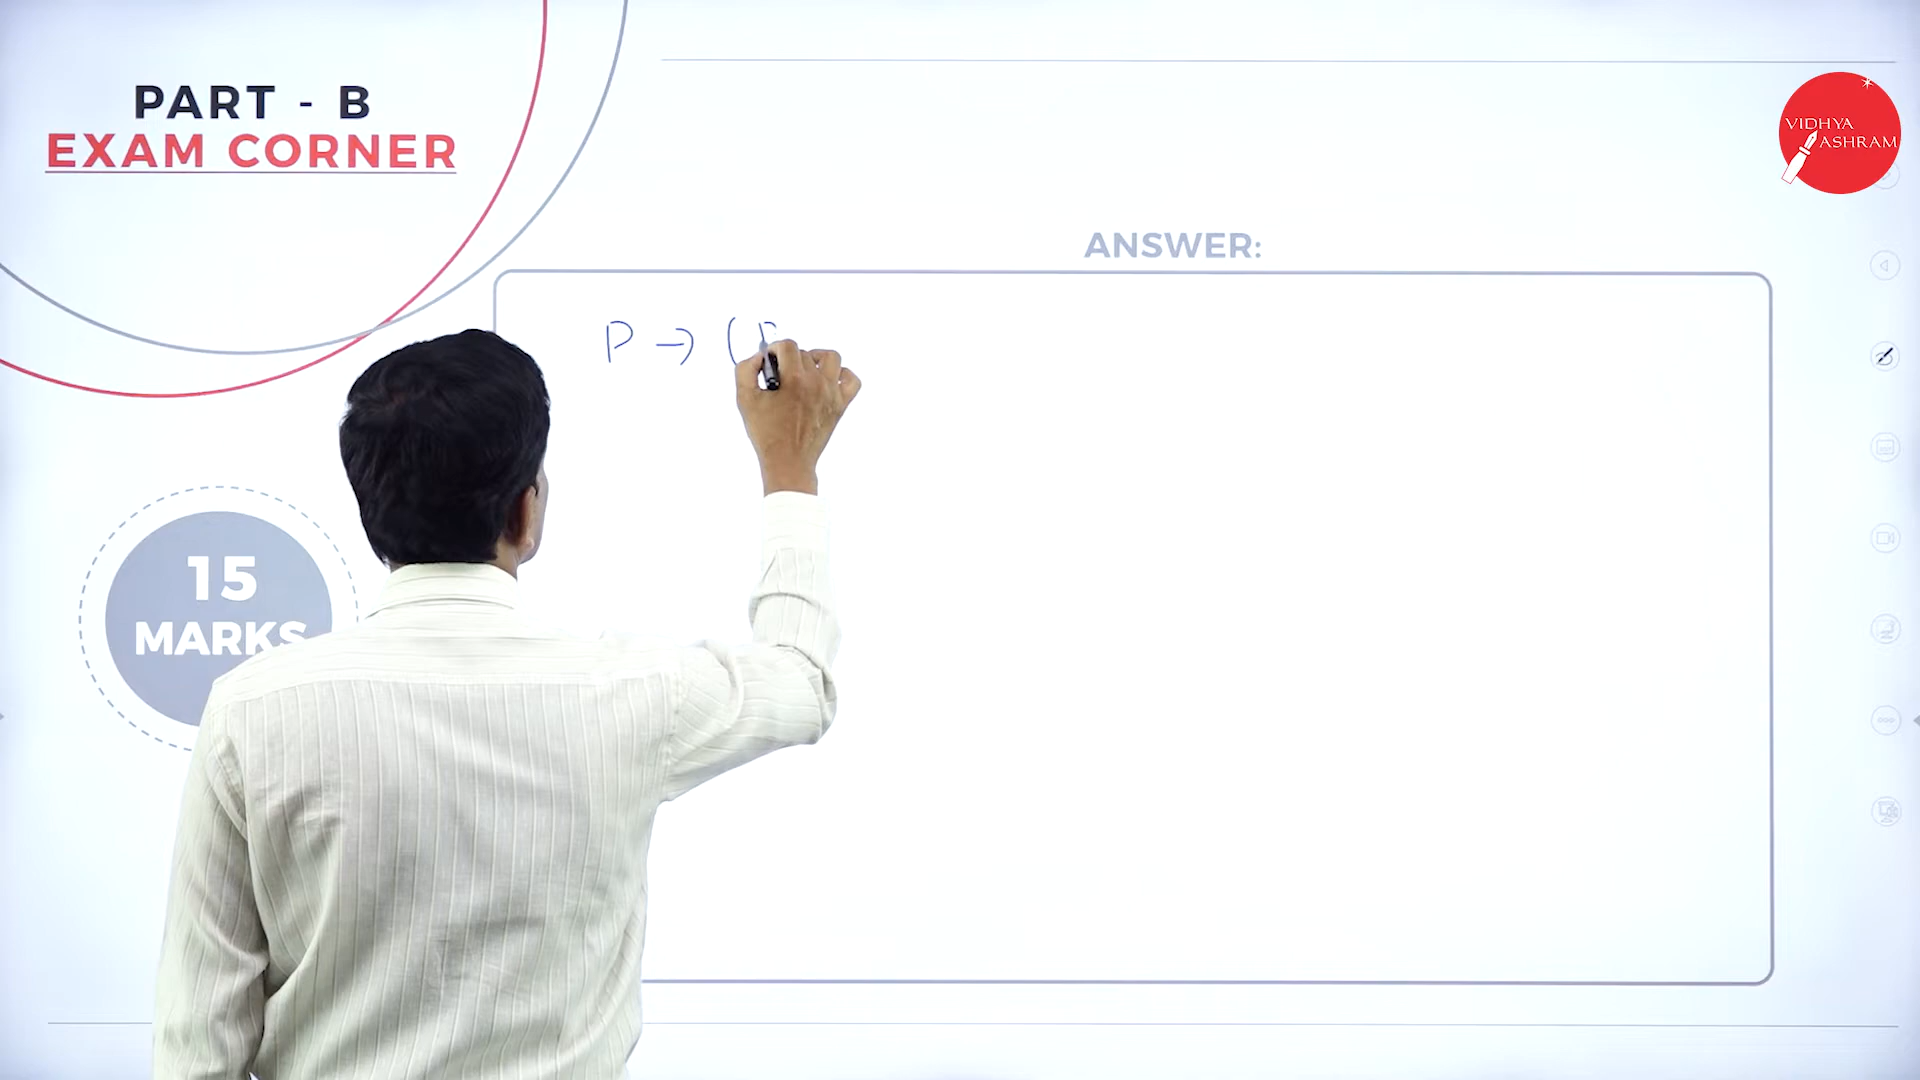 PART - B
EXAM CORNER
VIDHYA
ASHRAM
ANSWER:
P → (
15
MARKS